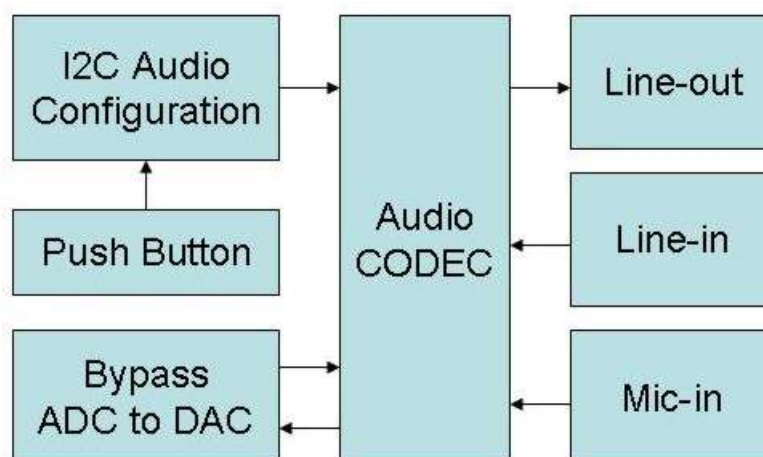 I2C Audio
Configuration
Push Button
Bypass
ADC to DAC
Audio
CODEC
Line-out
Line-in
Mic-in